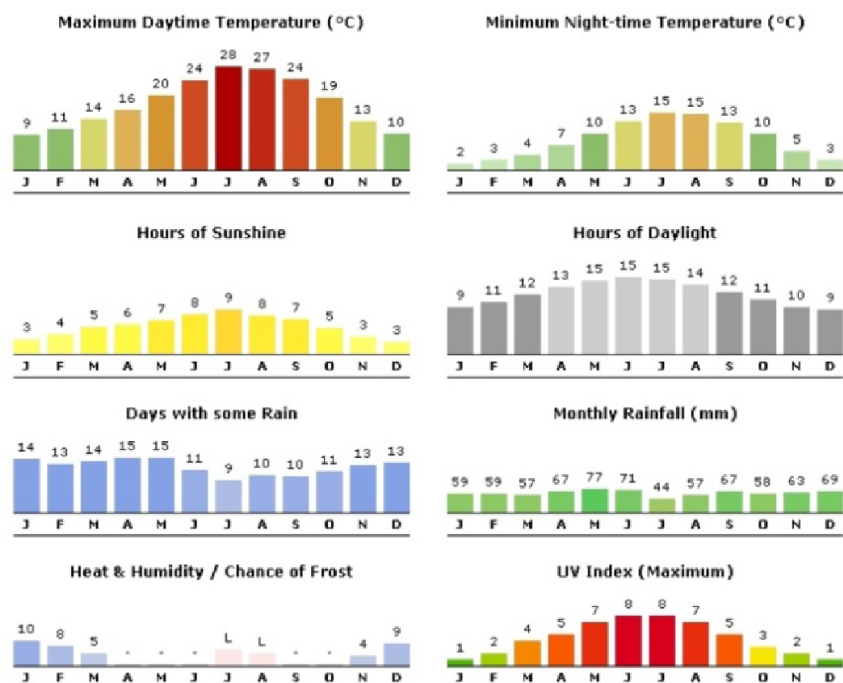 Maximum Daytime Temperature (°C)
9 11 14 16 20 24 28 27 24 19 13 10
J F M A M J J A S O N D
Minimum Night-time Temperature (°C)
2 3 4 7 10 13 15 15 13 10 5 3
J F M A M J J A S O N D
Hours of Sunshine
3 4 5 6 7 8 9 8 7 5 3 3
J F M A M J J A S O N D
Hours of Daylight
9 11 12 13 15 15 15 14 12 11 10 9
J F M A M J J A S O N D
Days with some Rain
14 13 14 15 15 11 9 10 10 11 13 13
J F M A M J J A S O N D
Monthly Rainfall (mm)
59 59 57 67 77 71 44 57 67 58 63 69
J F M A M J J A S O N D
Heat & Humidity / Chance of Frost
10 8 5 - - - L L - - 4 9
J F M A M J J A S O N D
UV Index (Maximum)
1 2 4 5 7 8 8 7 5 3 2 1
J F M A M J J A S O N D